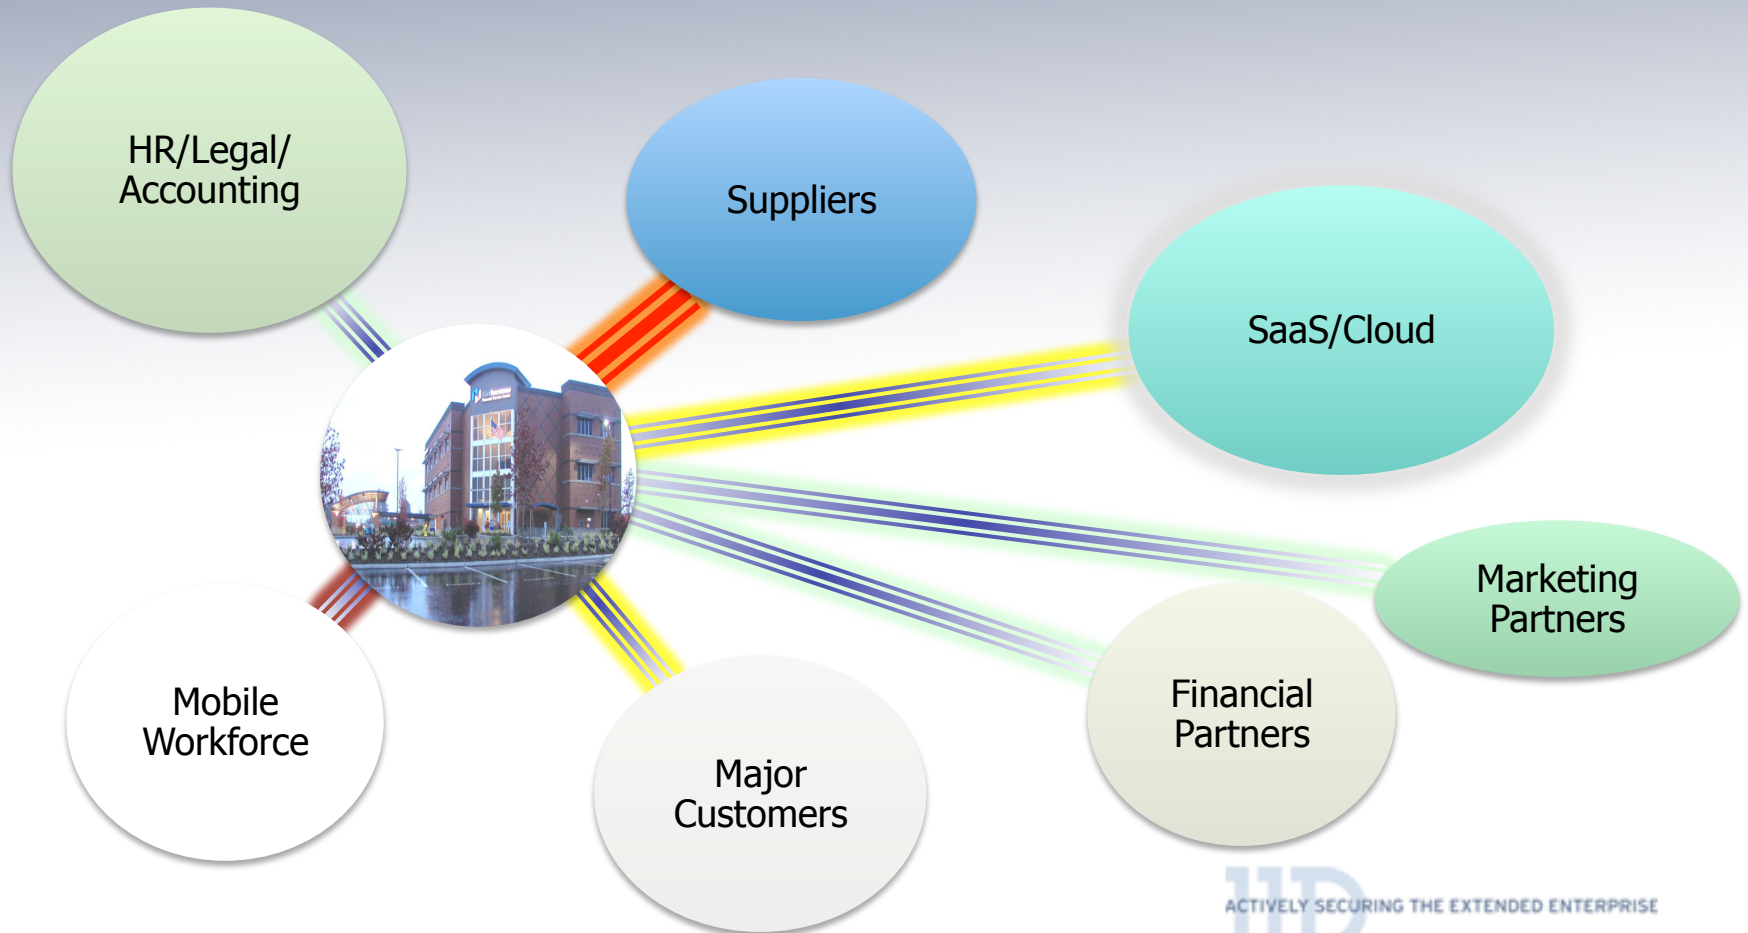 HR/Legal/
Accounting
Suppliers
SaaS/Cloud
Marketing
Partners
Financial
Partners
Mobile
Workforce
Major
Customers
IID
ACTIVELY SECURING THE EXTENDED ENTERPRISE